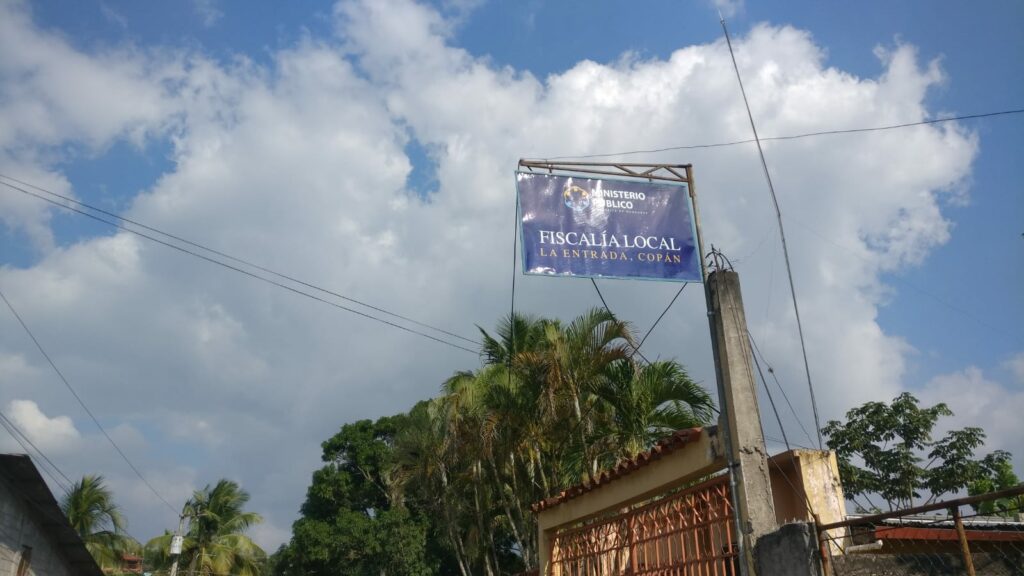 MINISTERIO
PÚBLICO
FISCALÍA LOCAL
LA ENTRADA, COPÁN